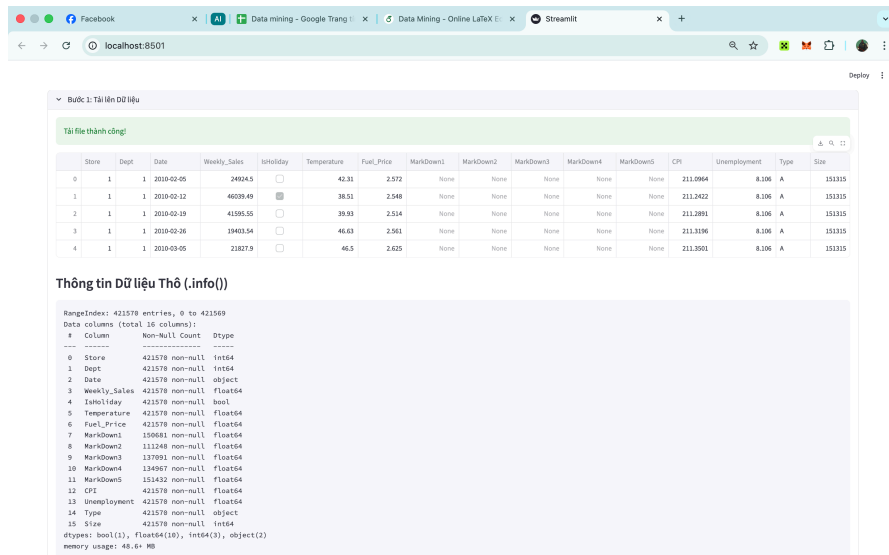 Facebook
AI
Data mining - Google Trang tí
Data Mining - Online LaTeX E
Streamlit
localhost:8501
Deploy
Bước 1: Tải lên Dữ liệu
Tải file thành công!
Store Dept Date Weekly_Sales IsHoliday Temperature Fuel_Price MarkDown1 MarkDown2 MarkDown3 MarkDown4 MarkDown5 CPI Unemployment Type Size
0 1 1 2010-02-05 24924.5 42.31 2.572 None None None None None 211.0964 8.106 A 151315
1 1 1 2010-02-12 46039.49 38.51 2.548 None None None None None 211.2422 8.106 A 151315
2 1 1 2010-02-19 41595.55 39.93 2.514 None None None None None 211.2891 8.106 A 151315
3 1 1 2010-02-26 19403.54 46.63 2.561 None None None None None 211.3196 8.106 A 151315
4 1 1 2010-03-05 21827.9 46.5 2.625 None None None None None 211.3501 8.106 A 151315
Thông tin Dữ liệu Thô (.info())
RangeIndex: 421570 entries, 0 to 421569
Data columns (total 16 columns):
# Column Non-Null Count Dtype
--- ------ -------------- -----
0 Store 421570 non-null int64
1 Dept 421570 non-null int64
2 Date 421570 non-null object
3 Weekly_Sales 421570 non-null float64
4 IsHoliday 421570 non-null bool
5 Temperature 421570 non-null float64
6 Fuel_Price 421570 non-null float64
7 MarkDown1 150681 non-null float64
8 MarkDown2 111248 non-null float64
9 MarkDown3 137091 non-null float64
10 MarkDown4 134967 non-null float64
11 MarkDown5 151432 non-null float64
12 CPI 421570 non-null float64
13 Unemployment 421570 non-null float64
14 Type 421570 non-null object
15 Size 421570 non-null int64
dtypes: bool(1), float64(10), int64(3), object(2)
memory usage: 48.6+ MB